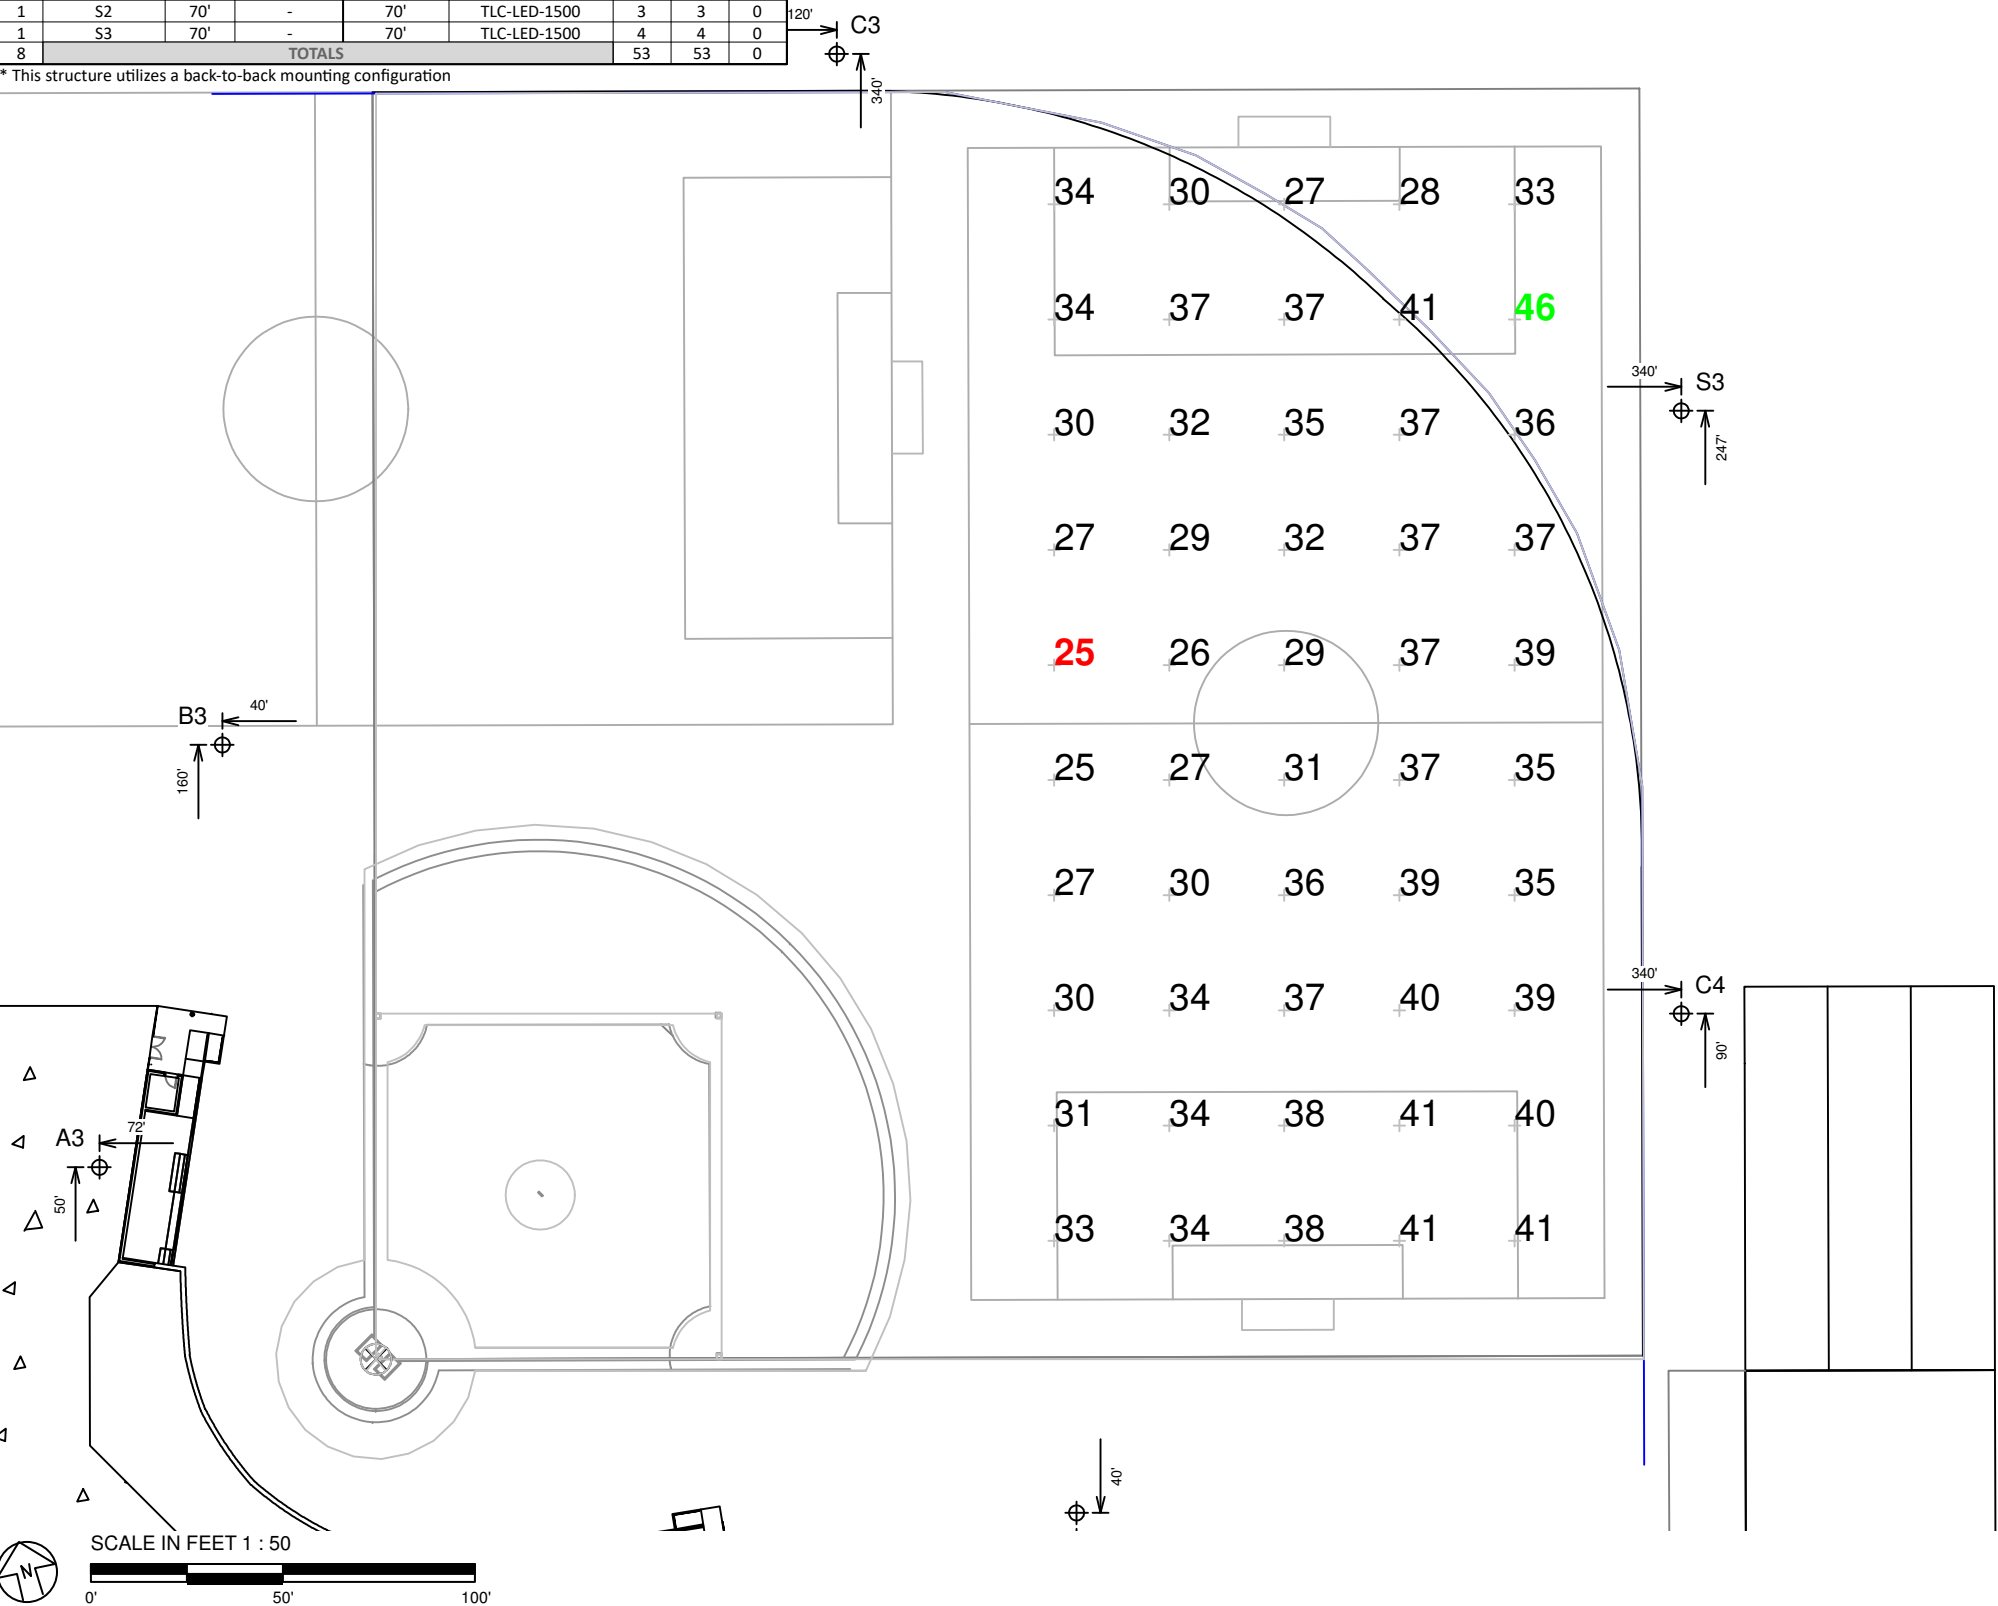 1 S2 70' - 70' TLC-LED-1500 3 3 0
1 S3 70' - 70' TLC-LED-1500 4 4 0
8 TOTALS 53 53 0
* This structure utilizes a back-to-back mounting configuration
120' C3
340'
34 30 27 28 33
34 37 37 41 46
340' S3
247'
30 32 35 37 36
27 29 32 37 37
25 26 29 37 39
B3 40'
160'
25 27 31 37 35
27 30 36 39 35
340' C4
90'
30 34 37 40 39
31 34 38 41 40
A3 72'
50'
33 34 38 41 41
40'
SCALE IN FEET 1 : 50
N
0' 50' 100'